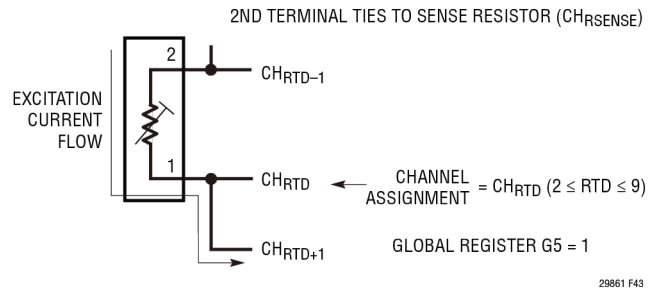 2ND TERMINAL TIES TO SENSE RESISTOR (CHRSENSE)
2
CHRTD–1
EXCITATION
CURRENT
FLOW
1
CHRTD
CHANNEL
ASSIGNMENT = CHRTD (2 ≤ RTD ≤ 9)
CHRTD+1
GLOBAL REGISTER G5 = 1
29861 F43